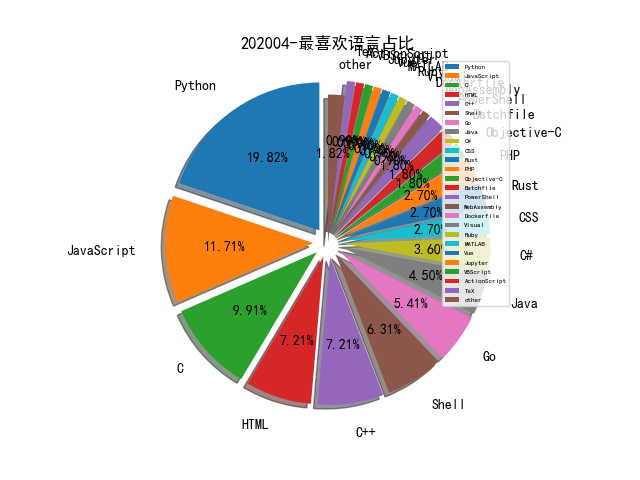 202004-最喜欢语言占比
Python
JavaScript
C
HTML
C++
Shell
Go
Java
C#
CSS
Rust
PHP
Objective-C
Batchfile
PowerShell
other
19.82%
11.71%
9.91%
7.21%
7.21%
6.31%
5.41%
4.50%
3.60%
2.70%
2.70%
2.70%
1.80%
1.80%
1.80%
1.82%
Python
JavaScript
C
HTML
C++
Shell
Go
Java
C#
CSS
Rust
PHP
Objective-C
Batchfile
PowerShell
WebAssembly
Dockerfile
Visual
Ruby
MATLAB
Vue
Jupyter
VBScript
ActionScript
TeX
other